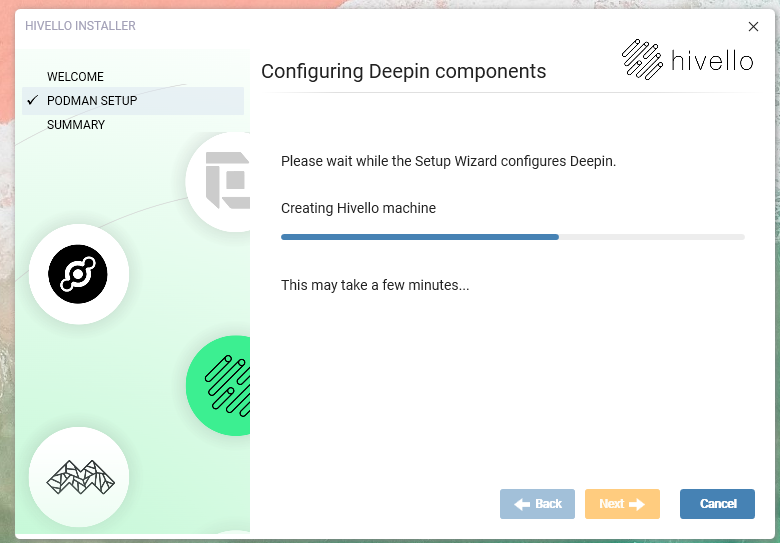 HIVELLO INSTALLER
hivello
WELCOME
PODMAN SETUP
SUMMARY
Configuring Deepin components
Please wait while the Setup Wizard configures Deepin.
Creating Hivello machine
This may take a few minutes...
Back
Next
Cancel